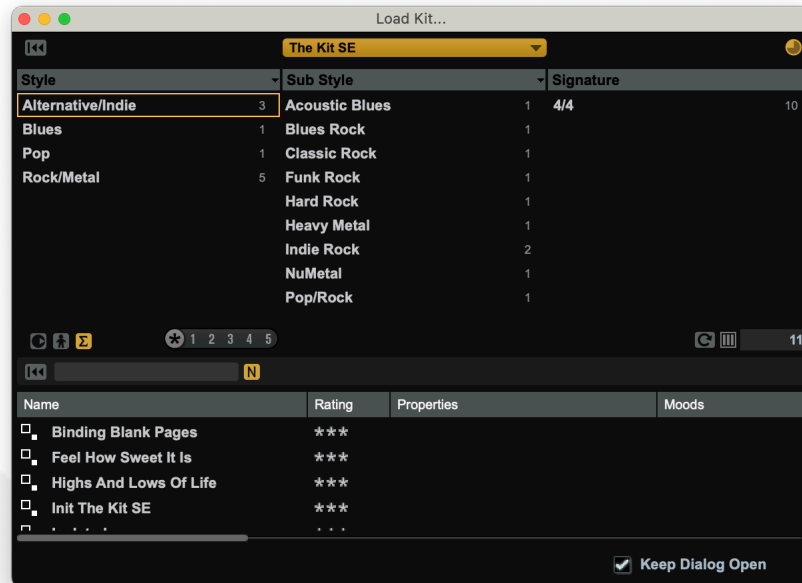 Load Kit...
The Kit SE
Style Sub Style Signature
Alternative/Indie 3 Acoustic Blues 1 4/4 10
Blues 1 Blues Rock 1
Pop 1 Classic Rock 1
Rock/Metal 5 Funk Rock 1
Hard Rock 1
Heavy Metal 1
Indie Rock 2
NuMetal 1
Pop/Rock 1
Σ * 1 2 3 4 5 11
N
Name Rating Properties Moods
Binding Blank Pages ***
Feel How Sweet It Is ***
Highs And Lows Of Life ***
Init The Kit SE ***
Keep Dialog Open